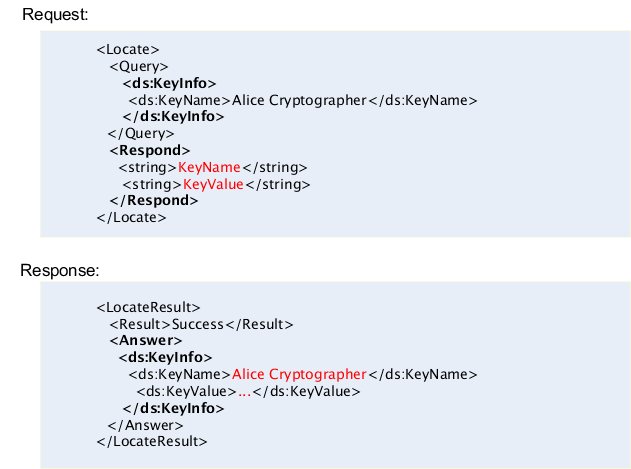 Request:
<Locate>
<Query>
<ds:KeyInfo>
<ds:KeyName>Alice Cryptographer</ds:KeyName>
</ds:KeyInfo>
</Query>
<Respond>
<string>KeyName</string>
<string>KeyValue</string>
</Respond>
</Locate>
Response:
<LocateResult>
<Result>Success</Result>
<Answer>
<ds:KeyInfo>
<ds:KeyName>Alice Cryptographer</ds:KeyName>
<ds:KeyValue>...</ds:KeyValue>
</ds:KeyInfo>
</Answer>
</LocateResult>